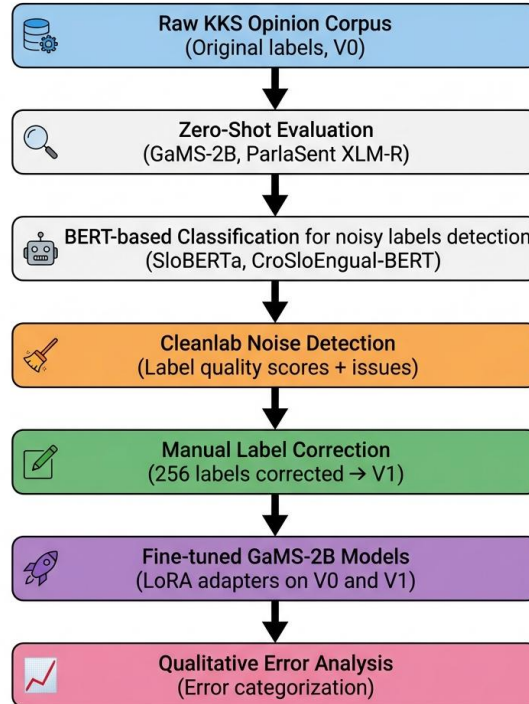 Raw KKS Opinion Corpus
(Original labels, V0)
Zero-Shot Evaluation
(GaMS-2B, ParlaSent XLM-R)
BERT-based Classification for noisy labels detection
(SloBERTa, CroSloEngual-BERT)
Cleanlab Noise Detection
(Label quality scores + issues)
Manual Label Correction
(256 labels corrected → V1)
Fine-tuned GaMS-2B Models
(LoRA adapters on V0 and V1)
Qualitative Error Analysis
(Error categorization)